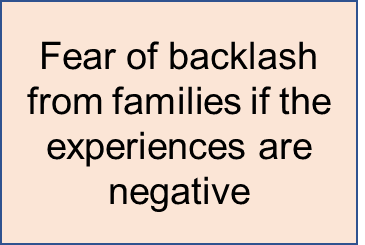 Fear of backlash
from families if the
experiences are
negative